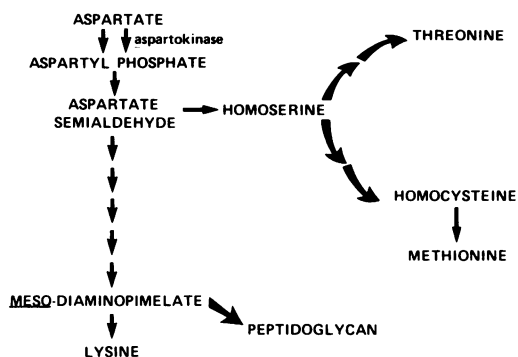 ASPARTATE
aspartokinase
THREONINE
ASPARTYL PHOSPHATE
ASPARTATE
SEMIALDEHYDE
HOMOSERINE
HOMOCYSTEINE
METHIONINE
MESO-DIAMINOPIMELATE
PEPTIDOGLYCAN
LYSINE